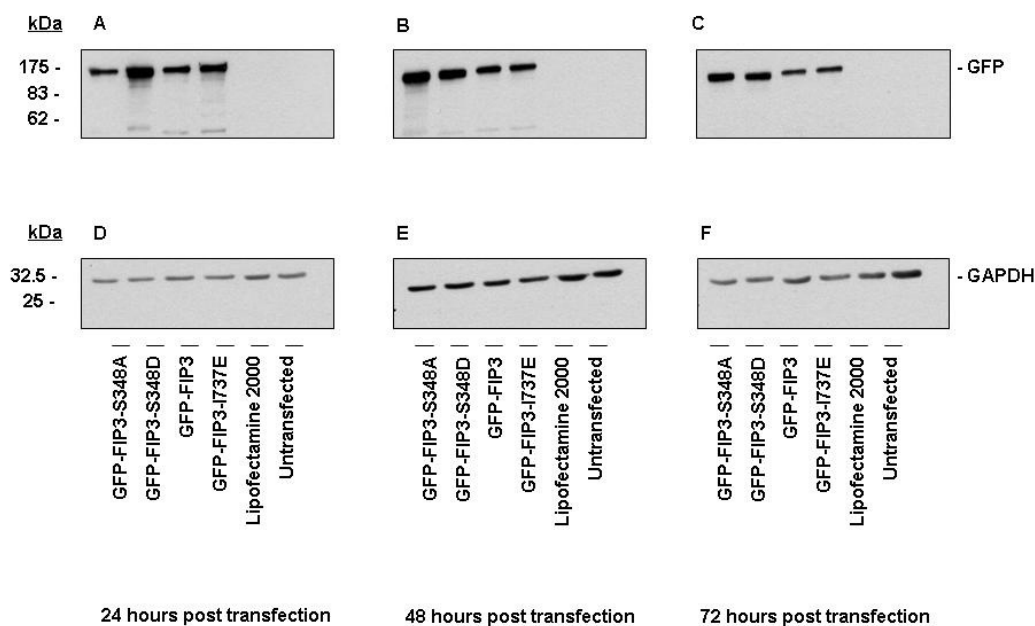 kDa A B C
175 -
83 -
62 -
- GFP
kDa D E F
32.5 -
25 -
- GAPDH
GFP-FIP3-S348A
GFP-FIP3-S348D
GFP-FIP3
GFP-FIP3-I737E
Lipofectamine 2000
Untransfected
GFP-FIP3-S348A
GFP-FIP3-S348D
GFP-FIP3
GFP-FIP3-I737E
Lipofectamine 2000
Untransfected
GFP-FIP3-S348A
GFP-FIP3-S348D
GFP-FIP3
GFP-FIP3-I737E
Lipofectamine 2000
Untransfected
24 hours post transfection
48 hours post transfection
72 hours post transfection